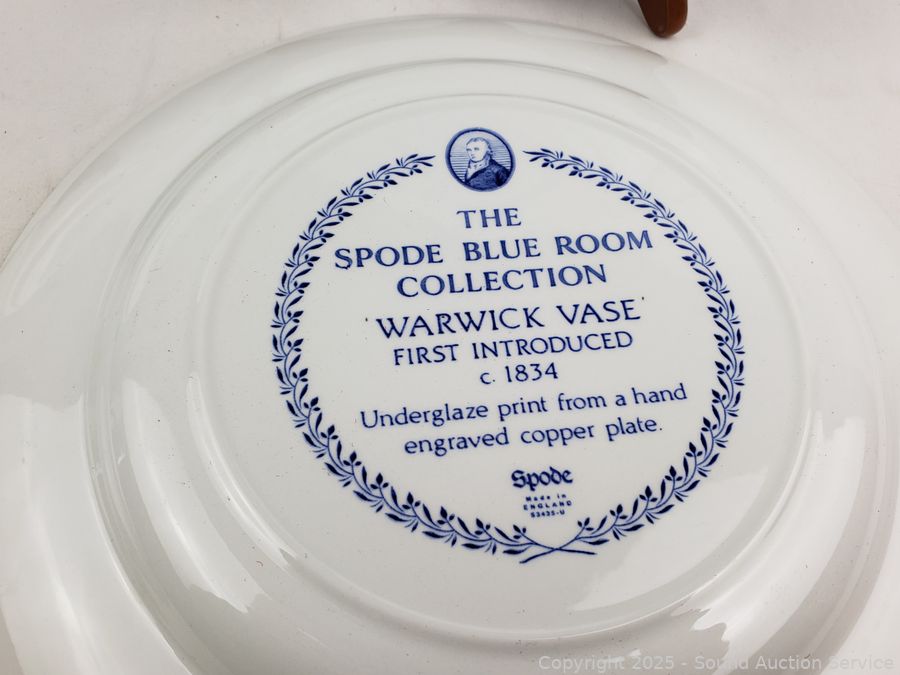 THE
SPODE BLUE ROOM
COLLECTION
'WARWICK VASE'
FIRST INTRODUCED
c. 1834
Underglaze print from a hand
engraved copper plate.
Spode
Made in
ENGLAND
S3435-U
Copyright © 2025 - Sound Auction Service